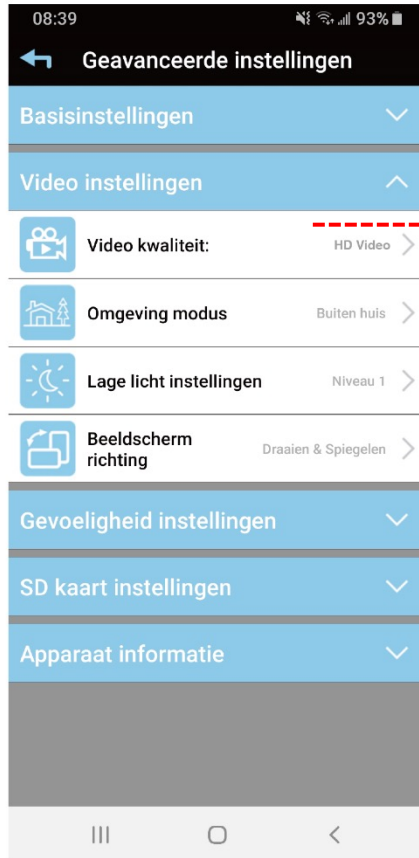 08:39 93%
Geavanceerde instellingen
Basisinstellingen
Video instellingen
Video kwaliteit: HD Video
Omgeving modus Buiten huis
Lage licht instellingen Niveau 1
Beeldscherm
richting Draaien & Spiegelen
Gevoeligheid instellingen
SD kaart instellingen
Apparaat informatie